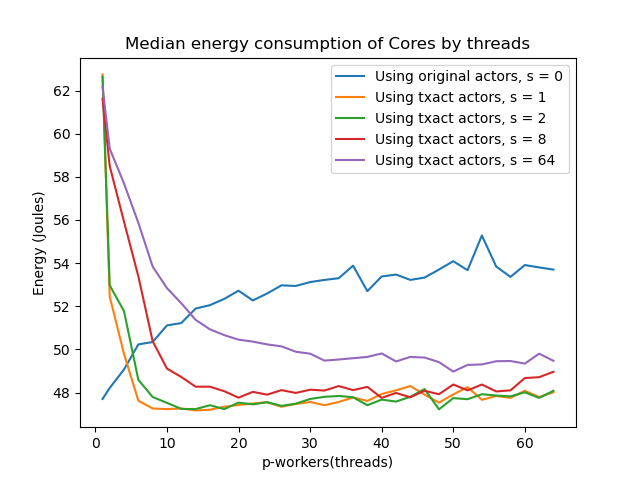 Median energy consumption of Cores by threads
Using original actors, s = 0
Using txact actors, s = 1
Using txact actors, s = 2
Using txact actors, s = 8
Using txact actors, s = 64
Energy (Joules)
62
60
58
56
54
52
50
48
0 10 20 30 40 50 60
p-workers(threads)